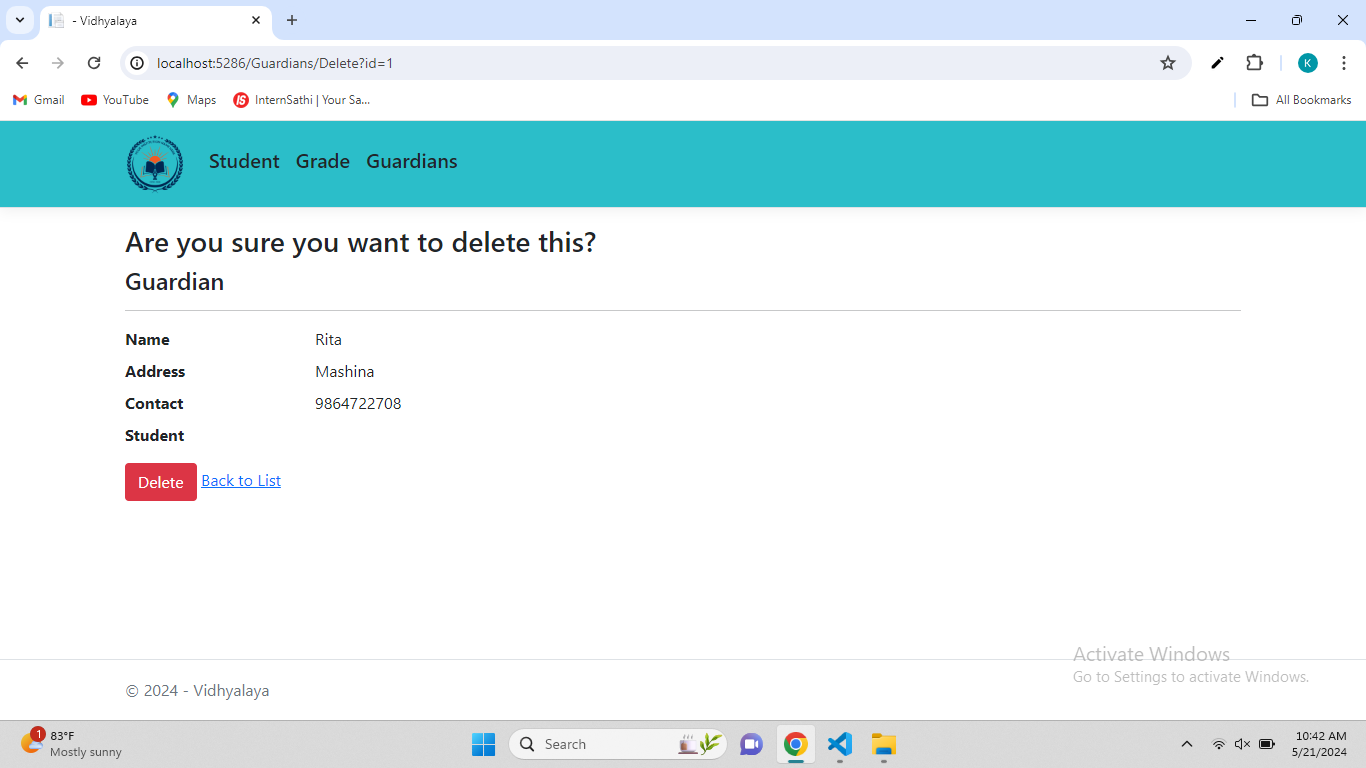 - Vidhyalaya
localhost:5286/Guardians/Delete?id=1
K
Gmail YouTube Maps IS InternSathi | Your Sa... All Bookmarks
Student Grade Guardians
Are you sure you want to delete this?
Guardian
Name Rita
Address Mashina
Contact 9864722708
Student
Delete Back to List
Activate Windows
Go to Settings to activate Windows.
© 2024 - Vidhyalaya
1 83°F
Mostly sunny
Search
10:42 AM
5/21/2024